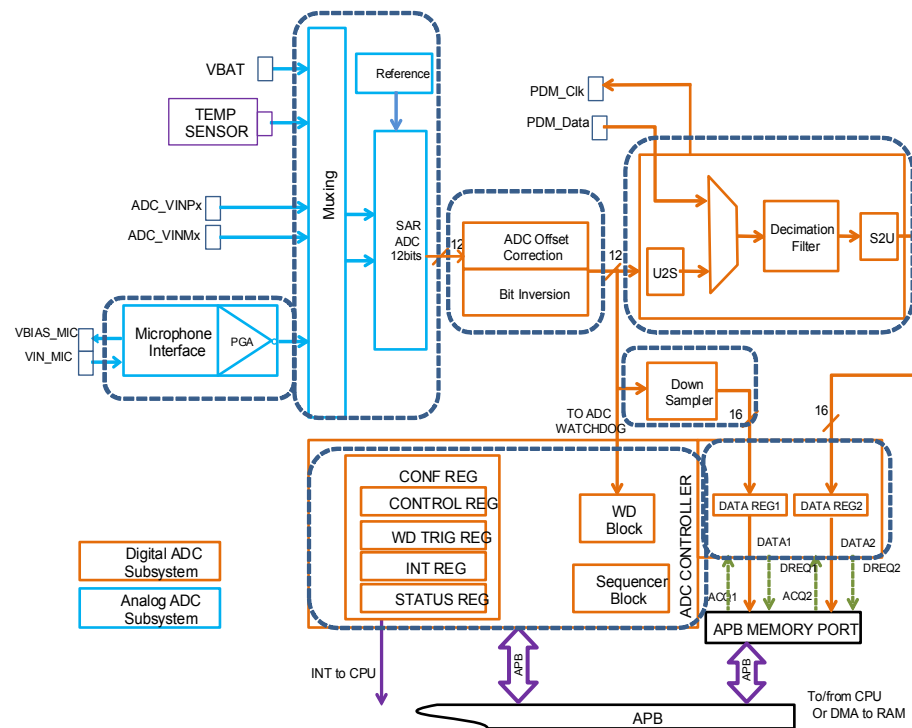 VBAT
TEMP
SENSOR
ADC_VINPx
ADC_VINMx
VBIAS_MIC
VIN_MIC
Microphone
Interface
PGA
Muxing
Reference
SAR
ADC
12bits
12
ADC Offset
Correction
Bit Inversion
12
PDM_Clk
PDM_Data
U2S
Decimation
Filter
S2U
Down
Sampler
16
16
TO ADC
WATCHDOG
CONF REG
CONTROL REG
WD TRIG REG
INT REG
STATUS REG
WD
Block
Sequencer
Block
ADC CONTROLLER
DATA REG1
DATA REG2
DATA1
DATA2
DREQ1
DREQ2
ACQ1
ACQ2
APB MEMORY PORT
Digital ADC
Subsystem
Analog ADC
Subsystem
INT to CPU
APB
APB
To/from CPU
Or DMA to RAM
APB